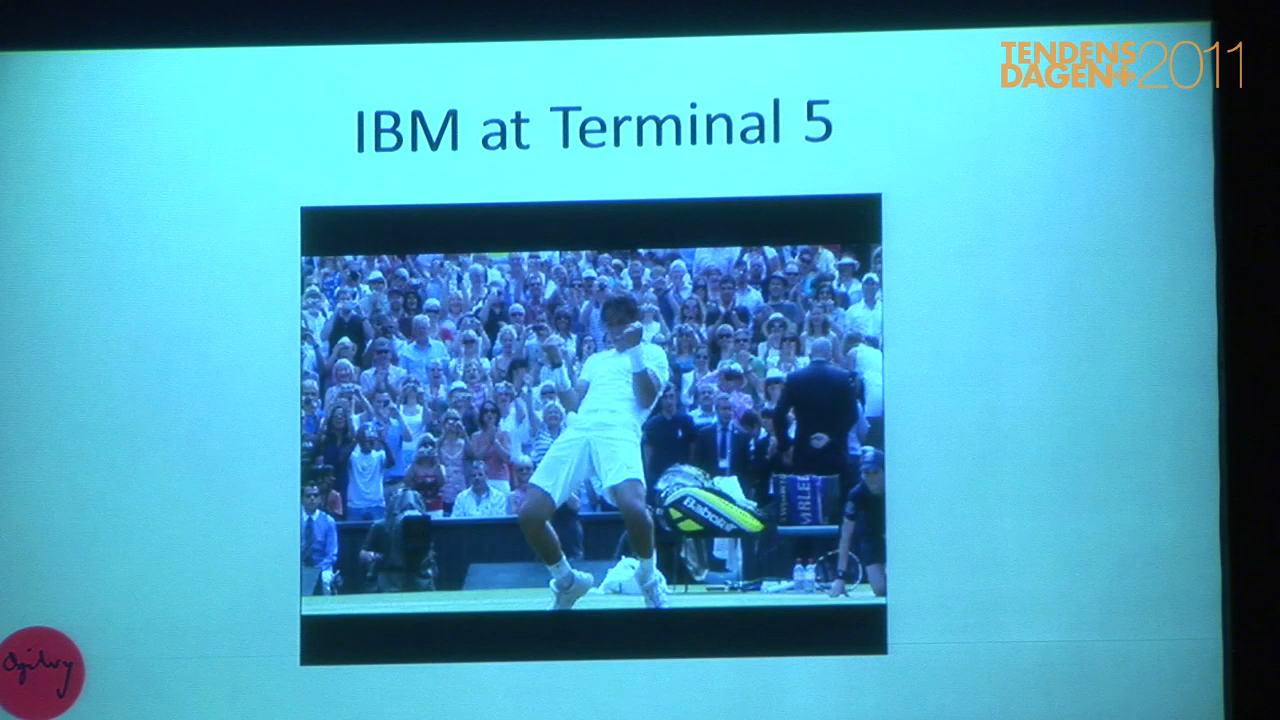 TENDENS
DAGEN 2011
IBM at Terminal 5
Babolat
Ogilvy